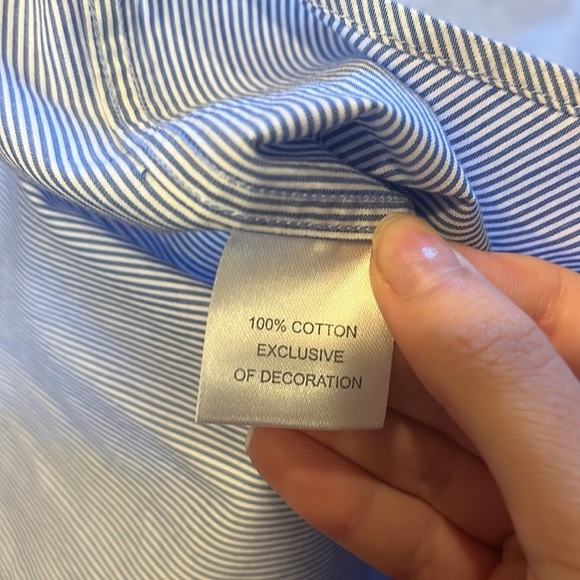 100% COTTON
EXCLUSIVE
OF DECORATION